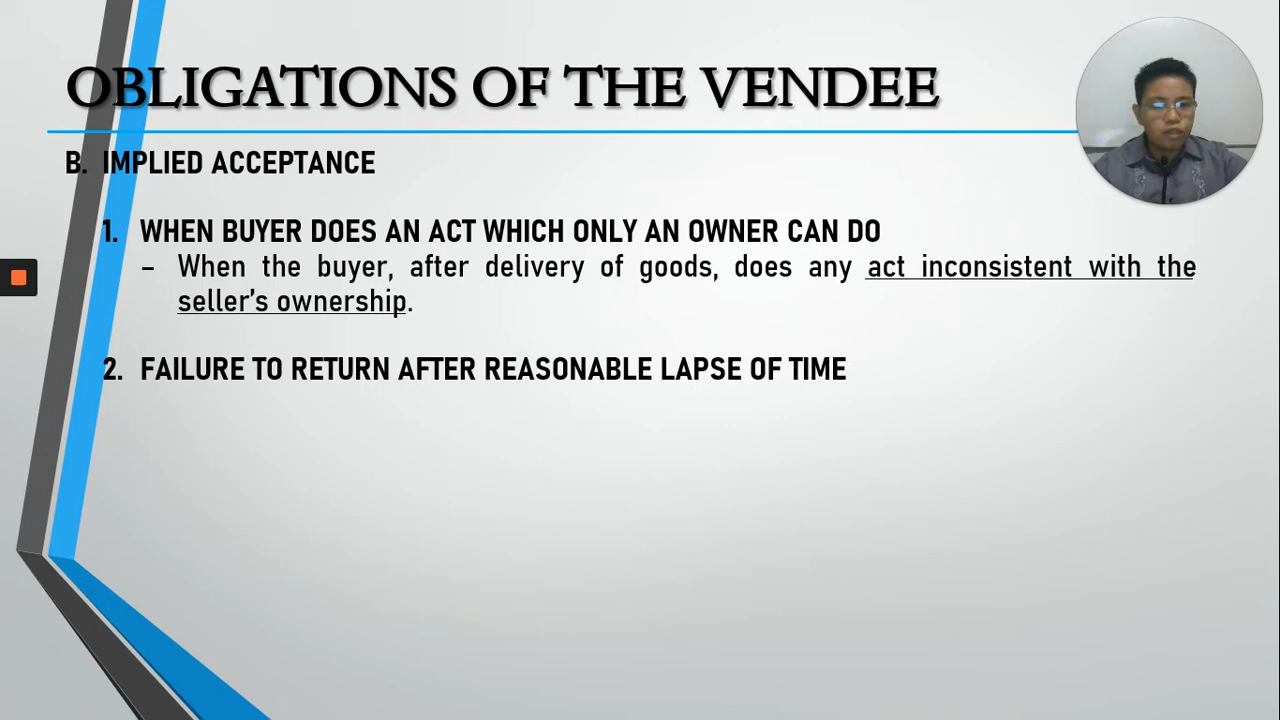 OBLIGATIONS OF THE VENDEE
B. IMPLIED ACCEPTANCE
1. WHEN BUYER DOES AN ACT WHICH ONLY AN OWNER CAN DO
– When the buyer, after delivery of goods, does any act inconsistent with the
seller’s ownership.
2. FAILURE TO RETURN AFTER REASONABLE LAPSE OF TIME